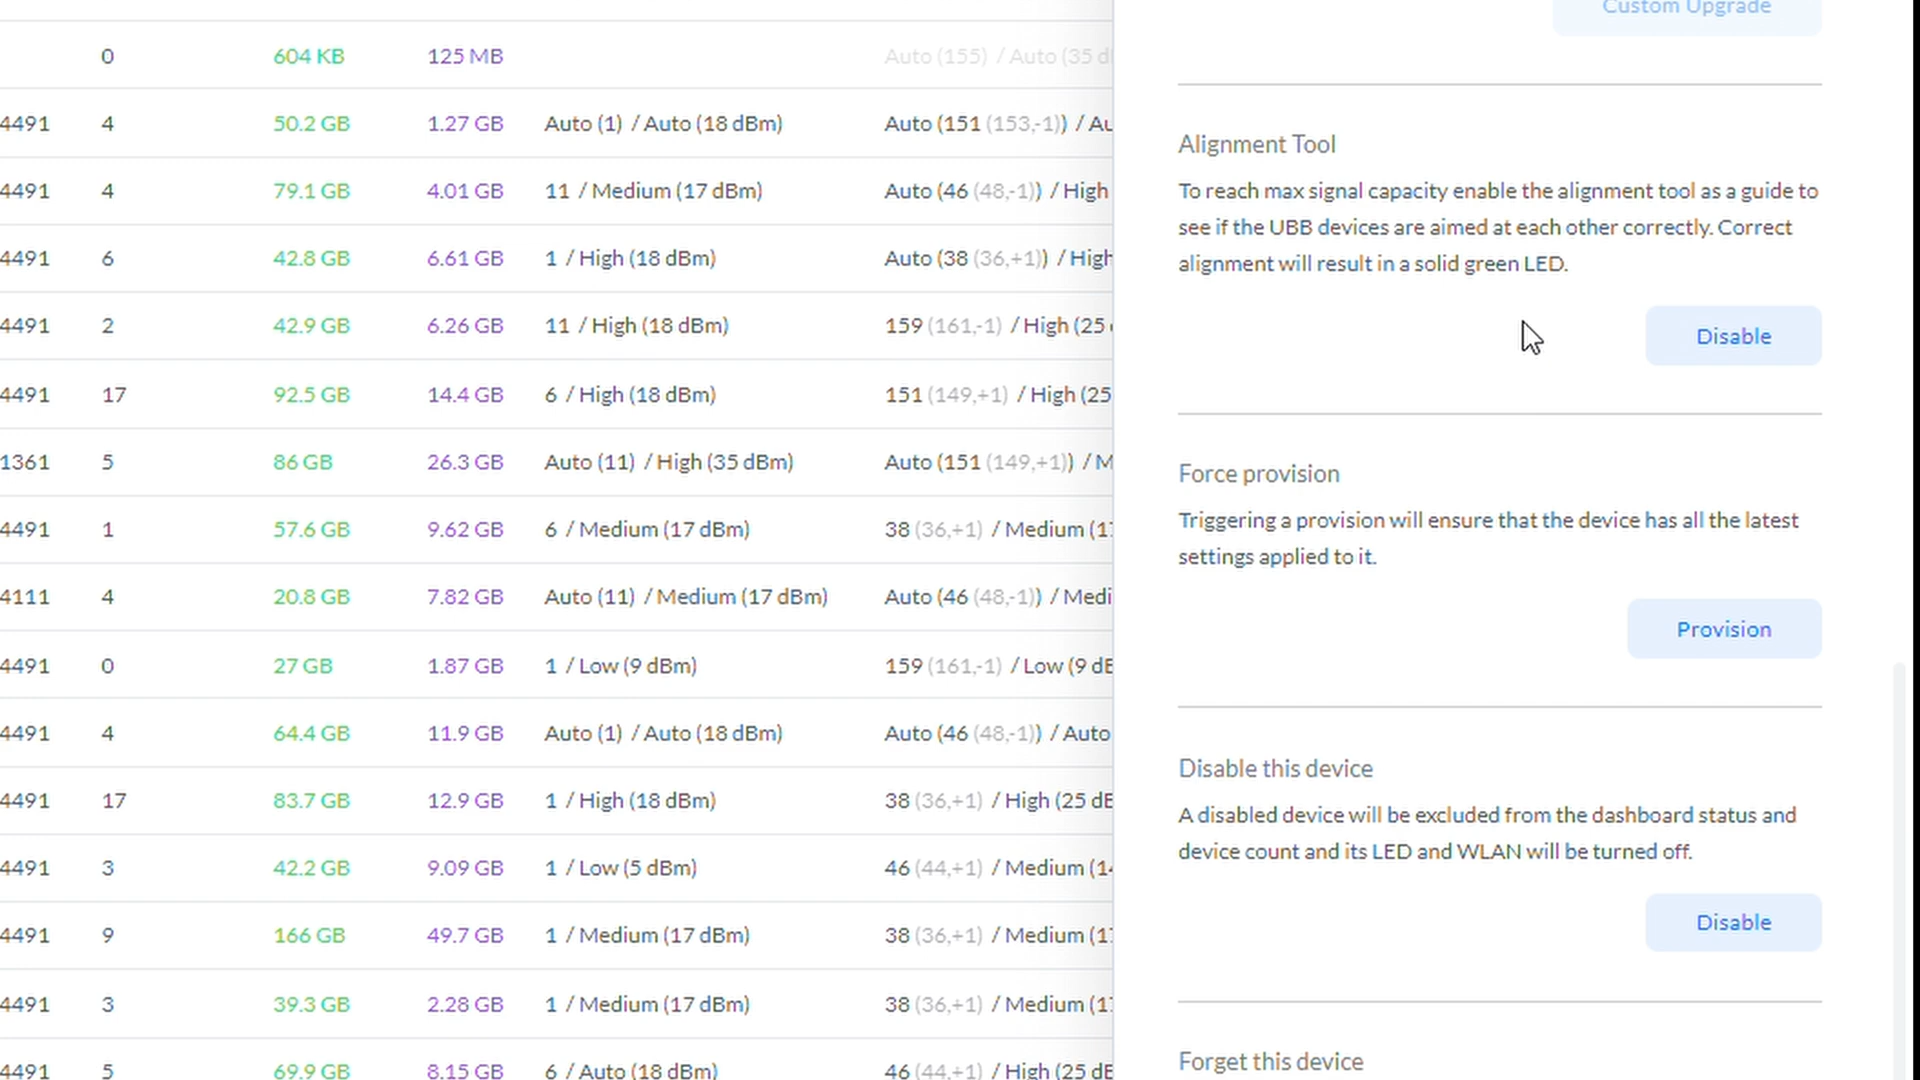 0 604 KB 125 MB Auto (155) / Auto (35 d
4491 4 50.2 GB 1.27 GB Auto (1) / Auto (18 dBm) Auto (151 (153,-1)) / Au
4491 4 79.1 GB 4.01 GB 11 / Medium (17 dBm) Auto (46 (48,-1)) / High
4491 6 42.8 GB 6.61 GB 1 / High (18 dBm) Auto (38 (36,+1)) / High
4491 2 42.9 GB 6.26 GB 11 / High (18 dBm) 159 (161,-1) / High (25
4491 17 92.5 GB 14.4 GB 6 / High (18 dBm) 151 (149,+1) / High (25
1361 5 86 GB 26.3 GB Auto (11) / High (35 dBm) Auto (151 (149,+1)) / M
4491 1 57.6 GB 9.62 GB 6 / Medium (17 dBm) 38 (36,+1) / Medium (1
4111 4 20.8 GB 7.82 GB Auto (11) / Medium (17 dBm) Auto (46 (48,-1)) / Medi
4491 0 27 GB 1.87 GB 1 / Low (9 dBm) 159 (161,-1) / Low (9 dB
4491 4 64.4 GB 11.9 GB Auto (1) / Auto (18 dBm) Auto (46 (48,-1)) / Auto
4491 17 83.7 GB 12.9 GB 1 / High (18 dBm) 38 (36,+1) / High (25 dB
4491 3 42.2 GB 9.09 GB 1 / Low (5 dBm) 46 (44,+1) / Medium (14
4491 9 166 GB 49.7 GB 1 / Medium (17 dBm) 38 (36,+1) / Medium (1
4491 3 39.3 GB 2.28 GB 1 / Medium (17 dBm) 38 (36,+1) / Medium (1
4491 5 69.9 GB 8.15 GB 6 / Auto (18 dBm) 46 (44,+1) / High (25 dB
Custom Upgrade
Alignment Tool
To reach max signal capacity enable the alignment tool as a guide to
see if the UBB devices are aimed at each other correctly. Correct
alignment will result in a solid green LED.
Disable
Force provision
Triggering a provision will ensure that the device has all the latest
settings applied to it.
Provision
Disable this device
A disabled device will be excluded from the dashboard status and
device count and its LED and WLAN will be turned off.
Disable
Forget this device